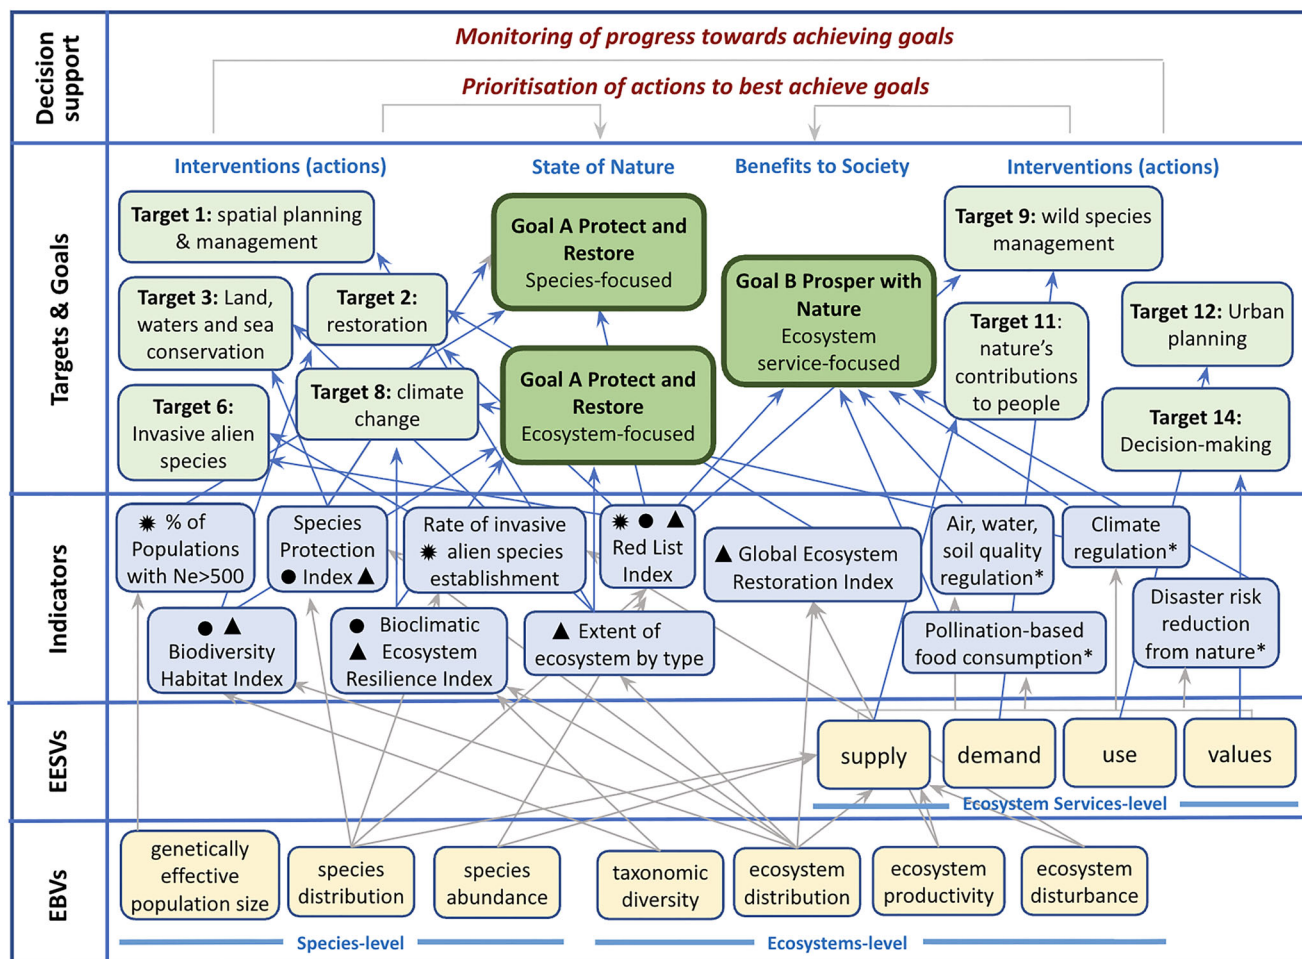 Decision
support
Monitoring of progress towards achieving goals
Prioritisation of actions to best achieve goals
Targets & Goals
Interventions (actions)
State of Nature
Benefits to Society
Interventions (actions)
Target 1: spatial planning
& management
Target 3: Land,
waters and sea
conservation
Target 2:
restoration
Target 6:
Invasive alien
species
Target 8: climate
change
Goal A Protect and
Restore
Species-focused
Goal A Protect and
Restore
Ecosystem-focused
Goal B Prosper with
Nature
Ecosystem
service-focused
Target 9: wild species
management
Target 11:
nature's
contributions
to people
Target 12: Urban
planning
Target 14:
Decision-making
Indicators
% of
Populations
with Ne>500
Species
Protection
Index
Rate of invasive
alien species
establishment
Red List
Index
Global Ecosystem
Restoration Index
Air, water,
soil quality
regulation*
Climate
regulation*
Biodiversity
Habitat Index
Bioclimatic
Ecosystem
Resilience Index
Extent of
ecosystem by type
Pollination-based
food consumption*
Disaster risk
reduction
from nature*
EESVs
supply
demand
use
values
Ecosystem Services-level
EBVs
genetically
effective
population size
species
distribution
species
abundance
taxonomic
diversity
ecosystem
distribution
ecosystem
productivity
ecosystem
disturbance
Species-level
Ecosystems-level